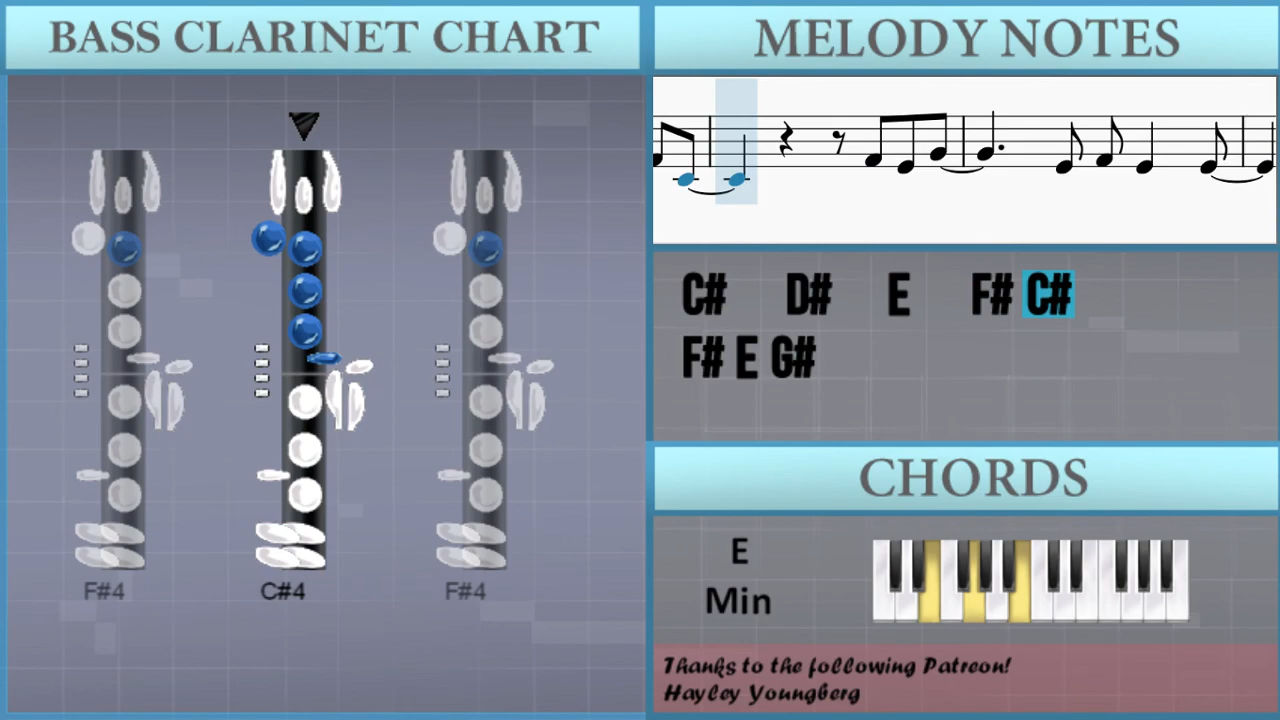 BASS CLARINET CHART
F#4
C#4
F#4
MELODY NOTES
C# D# E F# C#
F# E G#
CHORDS
E
Min
Thanks to the following Patreon!
Hayley Youngberg